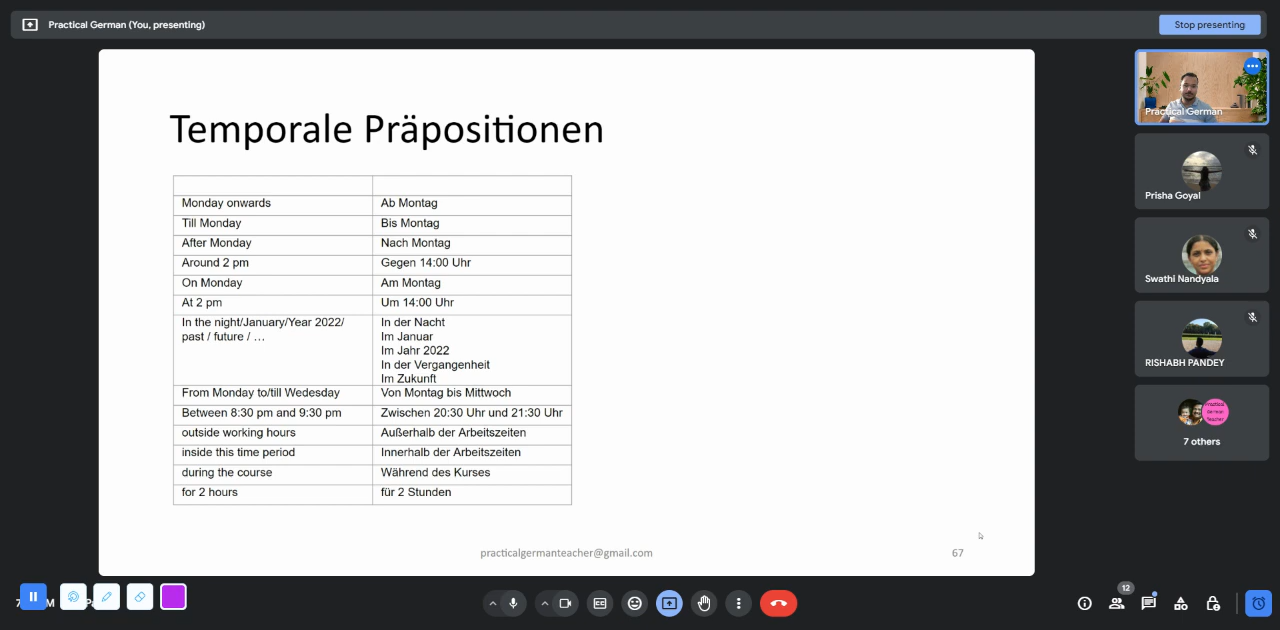 Practical German (You, presenting)
Stop presenting
Temporale Präpositionen
Monday onwards Ab Montag
Till Monday Bis Montag
After Monday Nach Montag
Around 2 pm Gegen 14:00 Uhr
On Monday Am Montag
At 2 pm Um 14:00 Uhr
In the night/January/Year 2022/ In der Nacht
past / future / … Im Januar
Im Jahr 2022
In der Vergangenheit
Im Zukunft
From Monday to/till Wedesday Von Montag bis Mittwoch
Between 8:30 pm and 9:30 pm Zwischen 20:30 Uhr und 21:30 Uhr
outside working hours Außerhalb der Arbeitszeiten
inside this time period Innerhalb der Arbeitszeiten
during the course Während des Kurses
for 2 hours für 2 Stunden
practicalgermanteacher@gmail.com
67
Practical German
Prisha Goyal
Swathi Nandyala
RISHABH PANDEY
Practical
German
Teacher
7 others
12